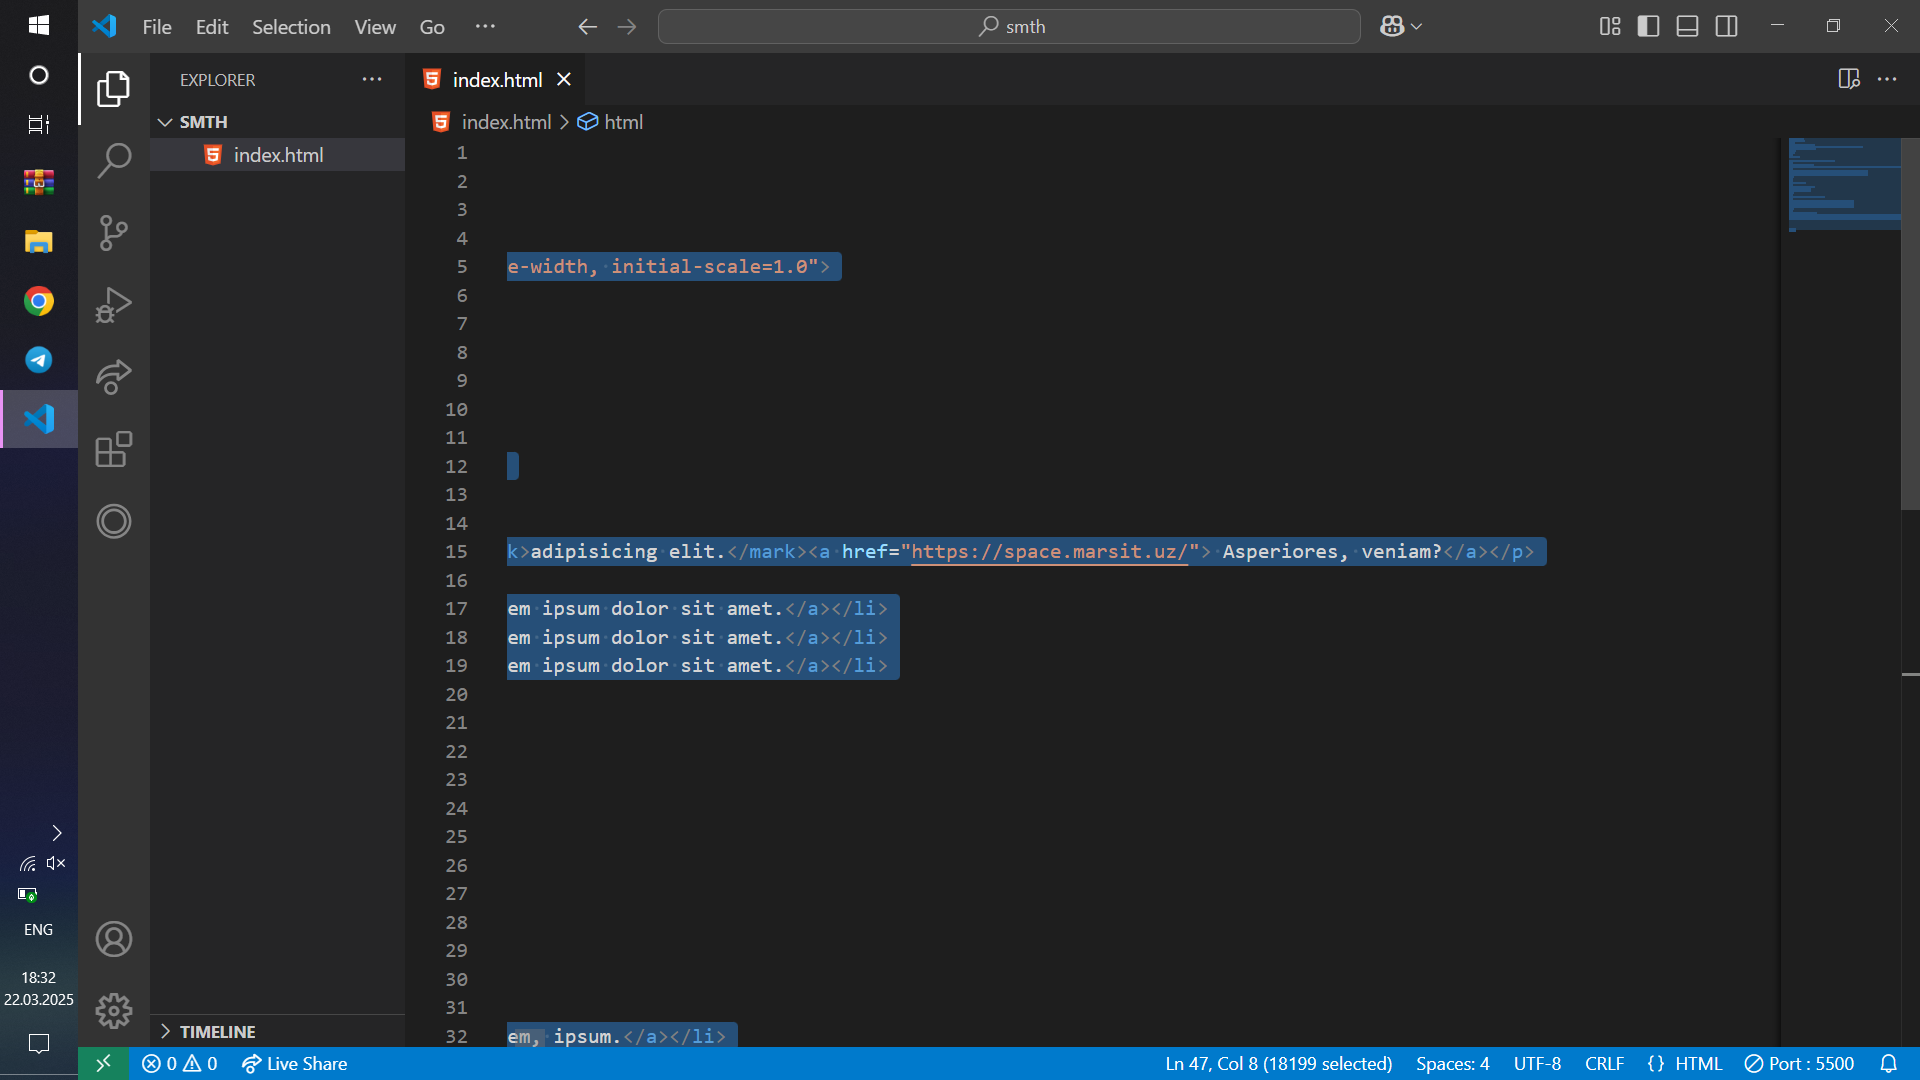 File Edit Selection View Go ··· smth
EXPLORER ···
SMTH
index.html
index.html
index.html > html
1
2
3
4
5 e-width, initial-scale=1.0">
6
7
8
9
10
11
12
13
14
15 k>adipisicing elit.</mark><a href="https://space.marsit.uz/"> Asperiores, veniam?</a></p>
16
17 em ipsum dolor sit amet.</a></li>
18 em ipsum dolor sit amet.</a></li>
19 em ipsum dolor sit amet.</a></li>
20
21
22
23
24
25
26
27
28
29
30
31
32 em, ipsum.</a></li>
TIMELINE
0 0 Live Share Ln 47, Col 8 (18199 selected) Spaces: 4 UTF-8 CRLF {} HTML Port : 5500
ENG
18:32
22.03.2025